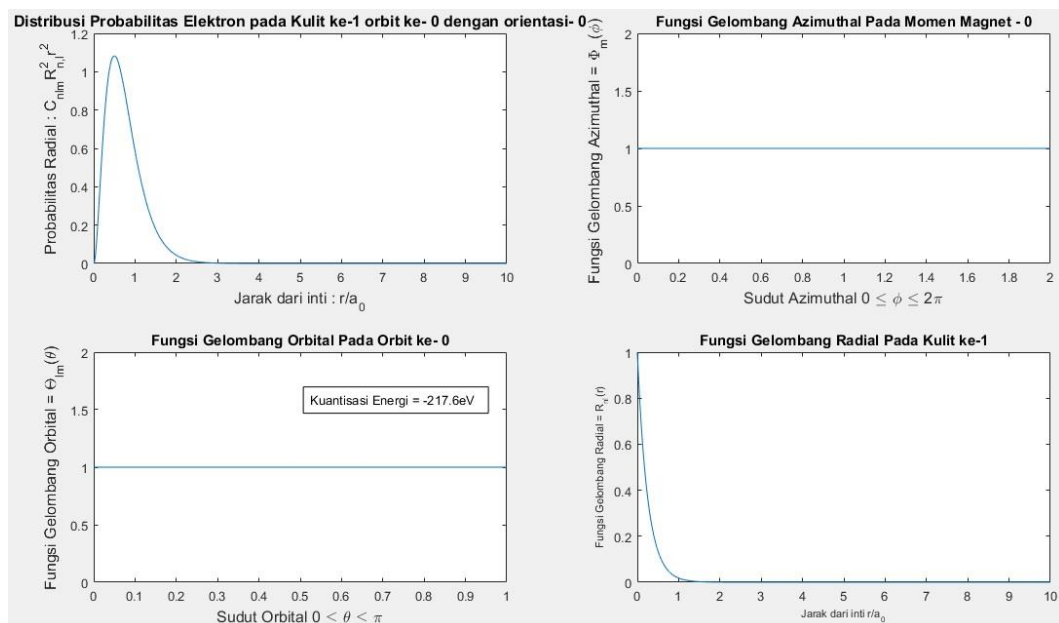 Distribusi Probabilitas Elektron pada Kulit ke-1 orbit ke- 0 dengan orientasi- 0
Probabilitas Radial : C_nlm R²_n,l r²
1.2
1
0.8
0.6
0.4
0.2
0
0 1 2 3 4 5 6 7 8 9 10
Jarak dari inti : r/a₀
Fungsi Gelombang Azimuthal Pada Momen Magnet - 0
Fungsi Gelombang Azimuthal = Φ_m(ϕ)
2
1.5
1
0.5
0
0 0.2 0.4 0.6 0.8 1 1.2 1.4 1.6 1.8 2
Sudut Azimuthal 0 ≤ ϕ ≤ 2π
Fungsi Gelombang Orbital Pada Orbit ke- 0
Fungsi Gelombang Orbital = Θ_lm(θ)
2
1.5
1
0.5
0
Kuantisasi Energi = -217.6eV
0 0.1 0.2 0.3 0.4 0.5 0.6 0.7 0.8 0.9 1
Sudut Orbital 0 < θ < π
Fungsi Gelombang Radial Pada Kulit ke-1
Fungsi Gelombang Radial = R_n,l(r)
1
0.8
0.6
0.4
0.2
0
0 1 2 3 4 5 6 7 8 9 10
Jarak dari inti r/a₀